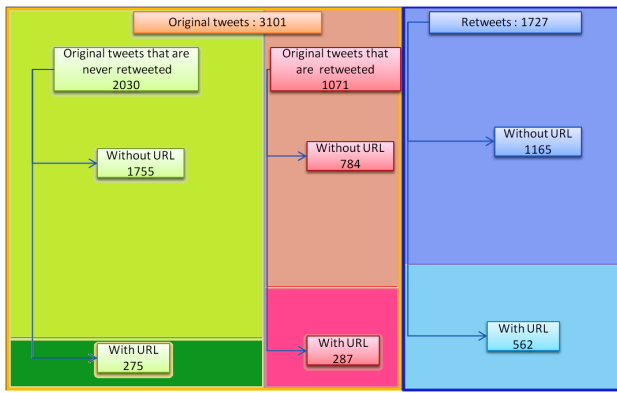 Original tweets : 3101
Retweets : 1727
Original tweets that are
never retweeted
2030
Original tweets that
are retweeted
1071
Without URL
1755
Without URL
784
Without URL
1165
With URL
275
With URL
287
With URL
562